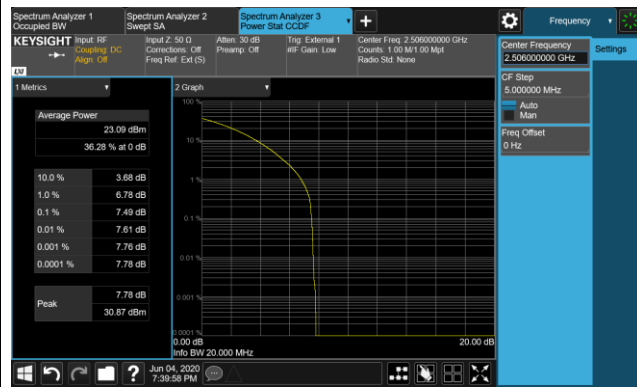 Spectrum Analyzer 1
Occupied BW
Spectrum Analyzer 2
Swept SA
Spectrum Analyzer 3
Power Stat CCDF
Frequency
KEYSIGHT
Input: RF
Coupling: DC
Align: Off
Input Z: 50 Ω
Corrections: Off
Freq Ref: Ext (S)
Atten: 30 dB
Preamp: Off
Trig: External 1
#IF Gain: Low
Center Freq: 2.506000000 GHz
Counts: 1.00 M/1.00 Mpt
Radio Std: None
LXI
Center Frequency
2.506000000 GHz
Settings
CF Step
5.000000 MHz
Auto
Man
Freq Offset
0 Hz
1 Metrics
Average Power
23.09 dBm
36.28 % at 0 dB
10.0 % 3.68 dB
1.0 % 6.78 dB
0.1 % 7.49 dB
0.01 % 7.61 dB
0.001 % 7.76 dB
0.0001 % 7.78 dB
Peak
7.78 dB
30.87 dBm
2 Graph
100 %
10 %
1 %
0.1 %
0.01 %
0.001 %
0.0001 %
0.00 dB
20.00 dB
Info BW 20.000 MHz
?
Jun 04, 2020
7:39:58 PM